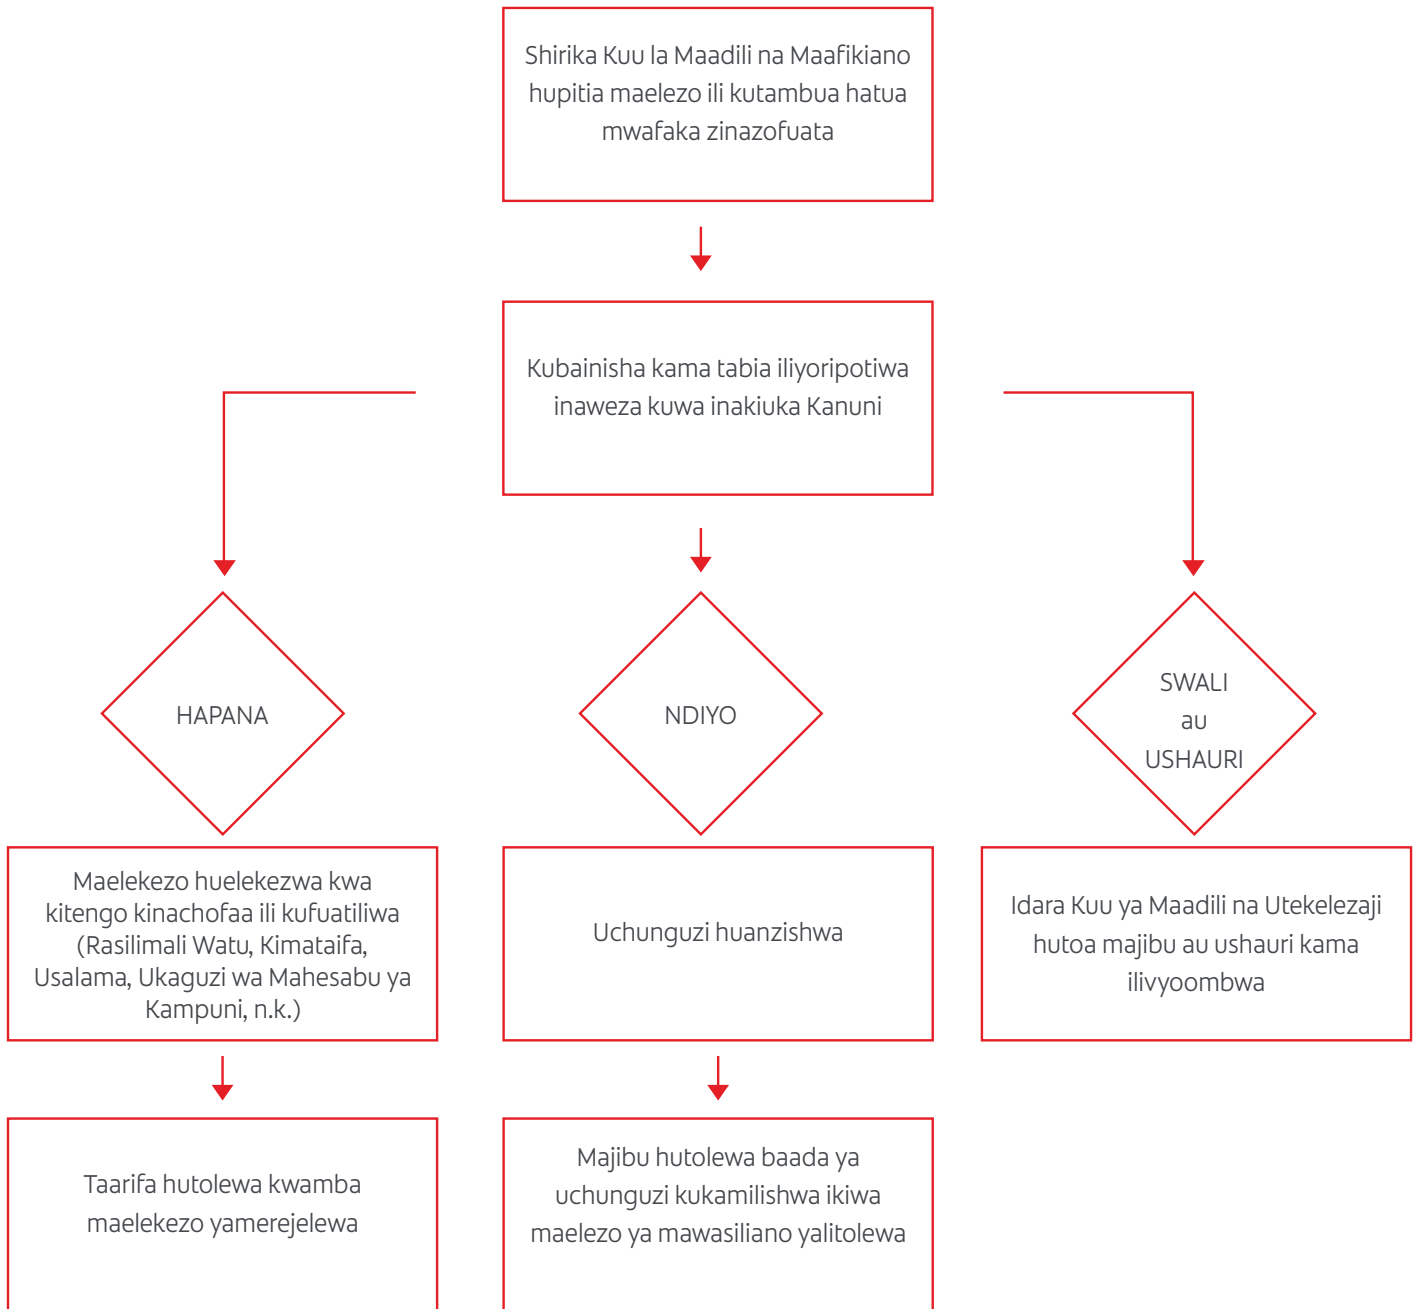 Shirika Kuu la Maadili na Maafikiano
hupitia maelezo ili kutambua hatua
mwafaka zinazofuata
Kubainisha kama tabia iliyoripotiwa
inaweza kuwa inakiuka Kanuni
HAPANA
NDIYO
SWALI
au
USHAURI
Maelekezo huelekezwa kwa
kitengo kinachofaa ili kufuatiliwa
(Rasilimali Watu, Kimataifa,
Usalama, Ukaguzi wa Mahesabu ya
Kampuni, n.k.)
Uchunguzi huanzishwa
Idara Kuu ya Maadili na Utekelezaji
hutoa majibu au ushauri kama
ilivyoombwa
Taarifa hutolewa kwamba
maelekezo yamerejelewa
Majibu hutolewa baada ya
uchunguzi kukamilishwa ikiwa
maelezo ya mawasiliano yalitolewa